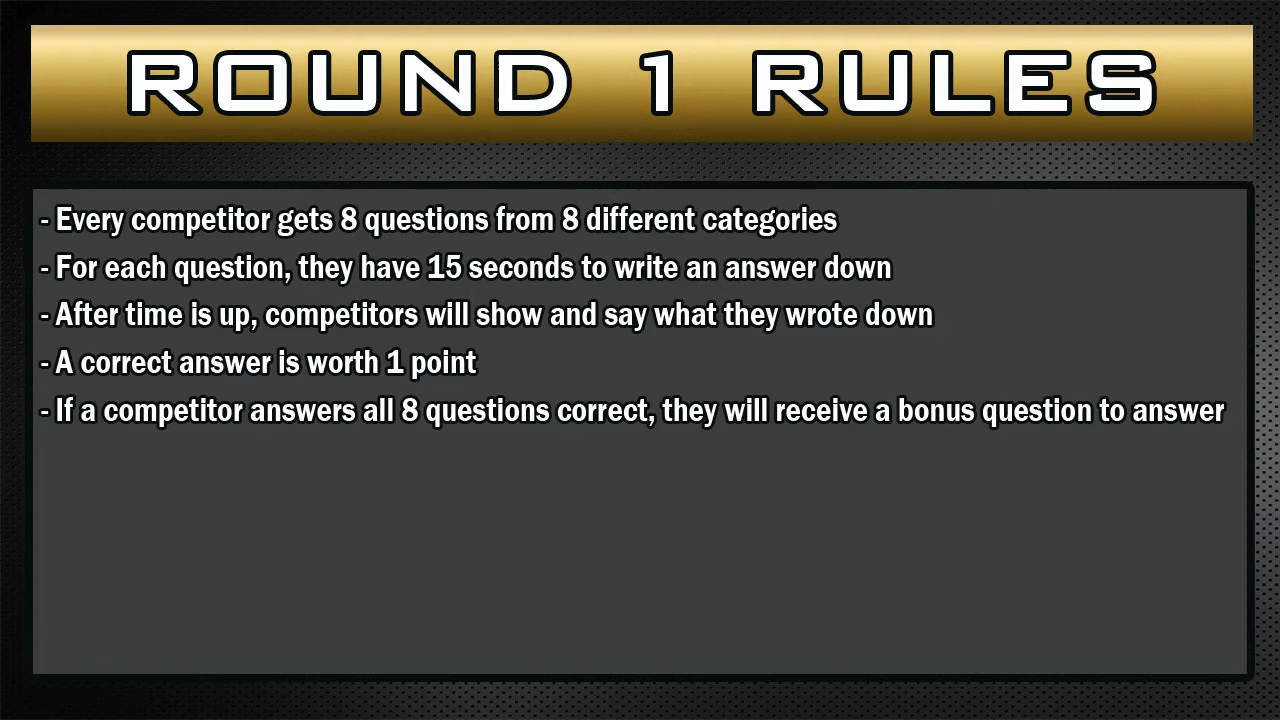 ROUND 1 RULES
- Every competitor gets 8 questions from 8 different categories
- For each question, they have 15 seconds to write an answer down
- After time is up, competitors will show and say what they wrote down
- A correct answer is worth 1 point
- If a competitor answers all 8 questions correct, they will receive a bonus question to answer